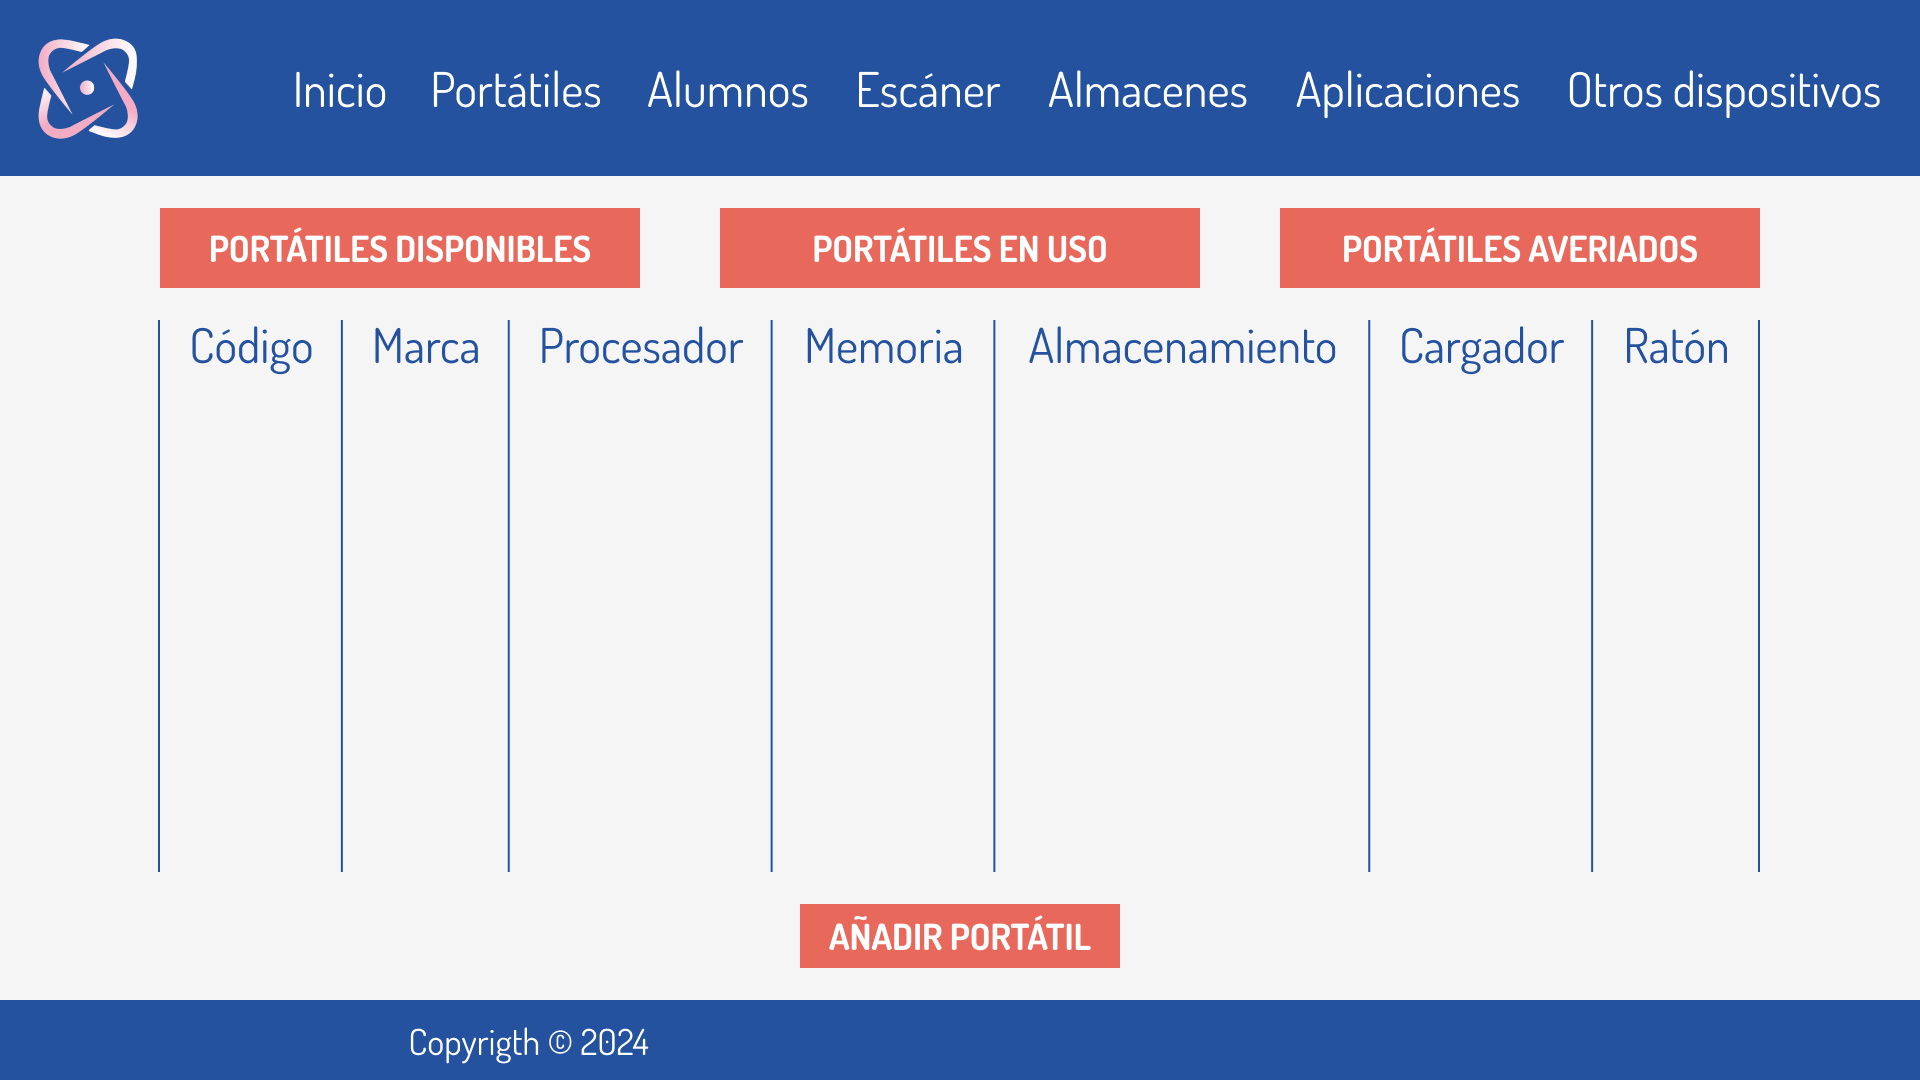 Inicio Portátiles Alumnos Escáner Almacenes Aplicaciones Otros dispositivos
PORTÁTILES DISPONIBLES PORTÁTILES EN USO PORTÁTILES AVERIADOS
Código Marca Procesador Memoria Almacenamiento Cargador Ratón
AÑADIR PORTÁTIL
Copyrigth © 2024